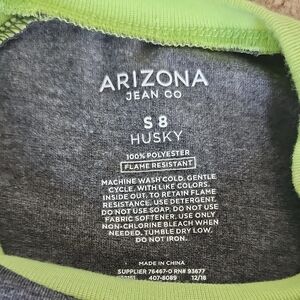 ARIZONA
JEAN CO
S 8
HUSKY
100% POLYESTER
FLAME RESISTANT
MACHINE WASH COLD. GENTLE
CYCLE. WITH LIKE COLORS.
INSIDE OUT. TO RETAIN FLAME
RESISTANCE. USE DETERGENT.
DO NOT USE SOAP. DO NOT USE
FABRIC SOFTENER. USE ONLY
NON-CHLORINE BLEACH WHEN
NEEDED. TUMBLE DRY LOW.
DO NOT IRON.
MADE IN CHINA
SUPPLIER 76467-0 RN# 93677
407-8089 12/18